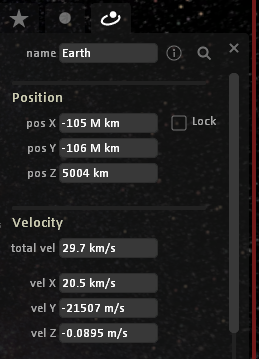 name Earth
Position
pos X -105 M km
Lock
pos Y -106 M km
pos Z 5004 km
Velocity
total vel 29.7 km/s
vel X 20.5 km/s
vel Y -21507 m/s
vel Z -0.0895 m/s